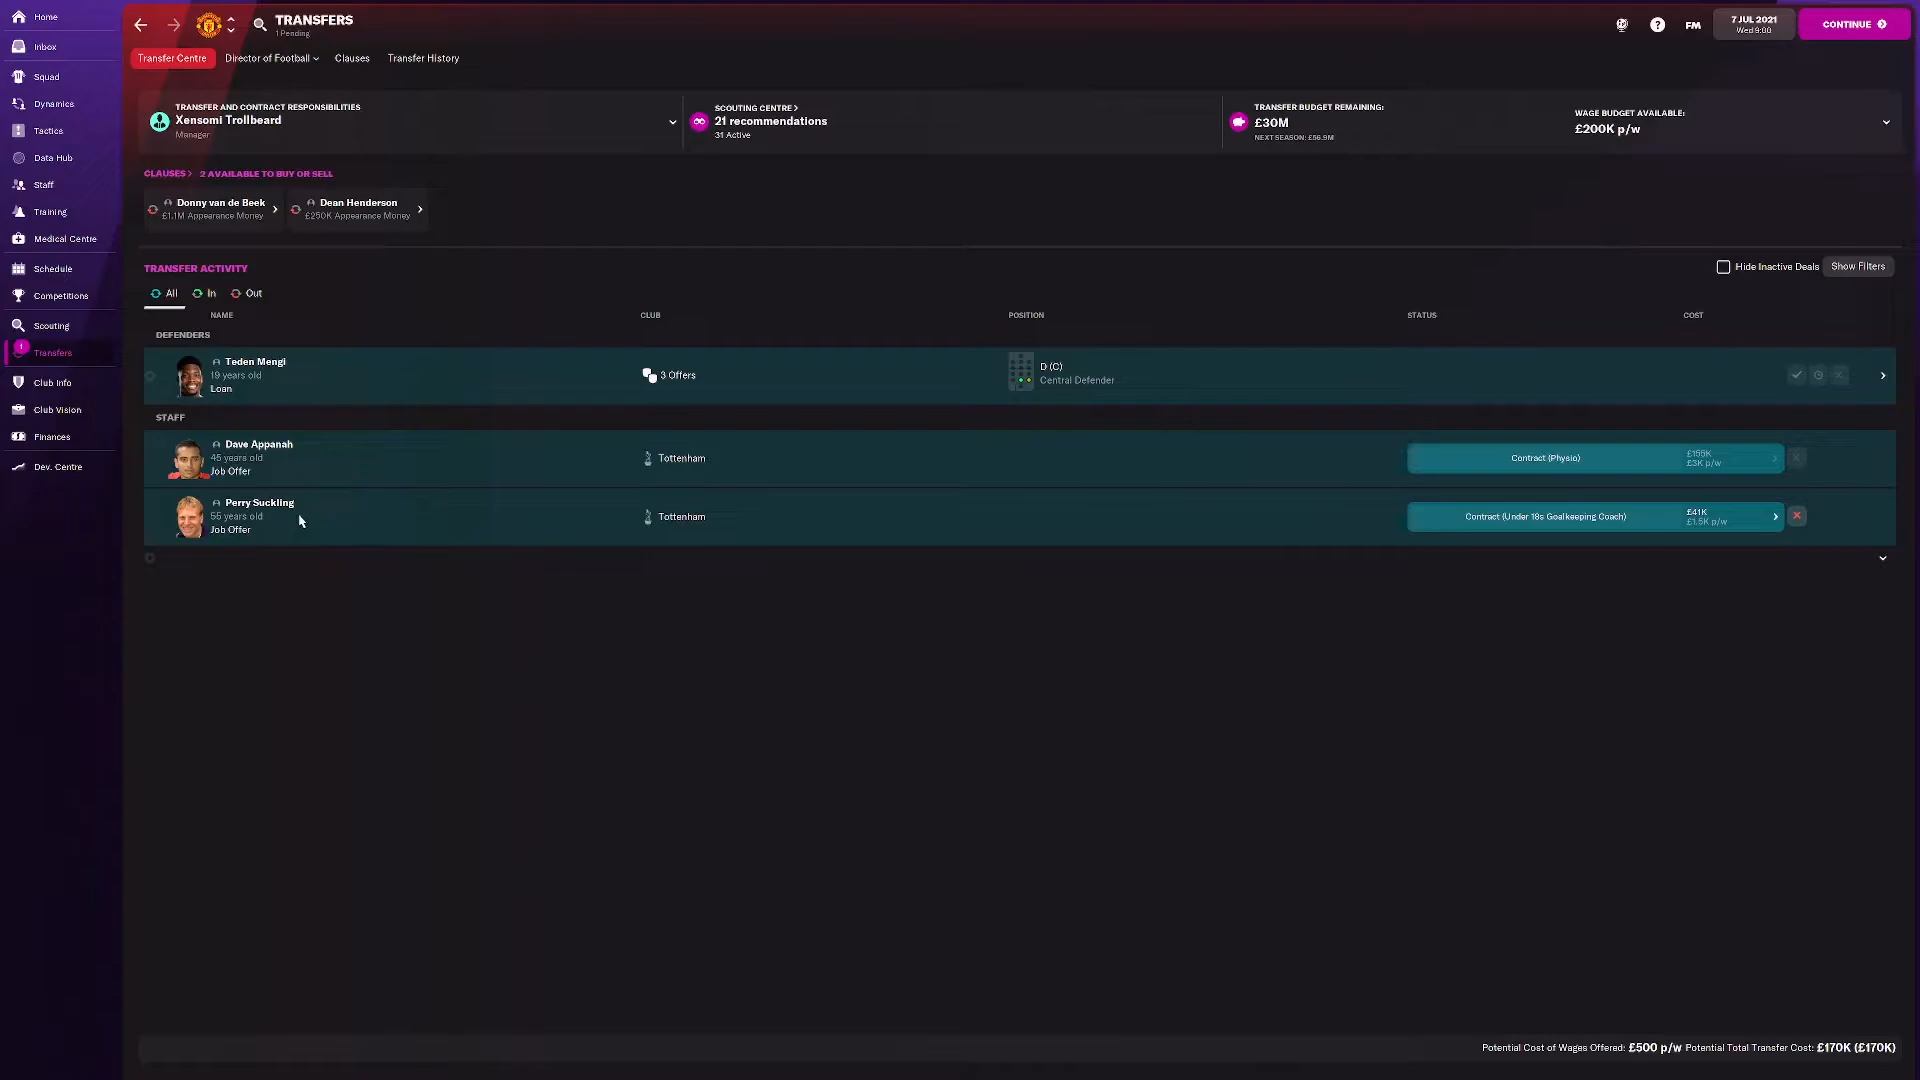 Home
Inbox
Squad
Dynamics
Tactics
Data Hub
Staff
Training
Medical Centre
Schedule
Competitions
Scouting
1
Transfers
Club Info
Club Vision
Finances
Dev. Centre
TRANSFERS
1 Pending
FM
7 JUL 2021
Wed 9:00
CONTINUE
Transfer Centre
Director of Football
Clauses
Transfer History
TRANSFER AND CONTRACT RESPONSIBILITIES
Xensomi Trollbeard
Manager
SCOUTING CENTRE >
21 recommendations
31 Active
TRANSFER BUDGET REMAINING:
£30M
NEXT SEASON: £56.9M
WAGE BUDGET AVAILABLE:
£200K p/w
CLAUSES > 2 AVAILABLE TO BUY OR SELL
Donny van de Beek
£1.1M Appearance Money
Dean Henderson
£250K Appearance Money
TRANSFER ACTIVITY
Hide Inactive Deals
Show Filters
All
In
Out
NAME CLUB POSITION STATUS COST
DEFENDERS
Teden Mengi
19 years old
Loan
3 Offers
D (C)
Central Defender
STAFF
Dave Appanah
45 years old
Job Offer
Tottenham
Contract (Physio)
£155K
£3K p/w
Perry Suckling
55 years old
Job Offer
Tottenham
Contract (Under 18s Goalkeeping Coach)
£41K
£1.5K p/w
Potential Cost of Wages Offered: £500 p/w Potential Total Transfer Cost: £170K (£170K)